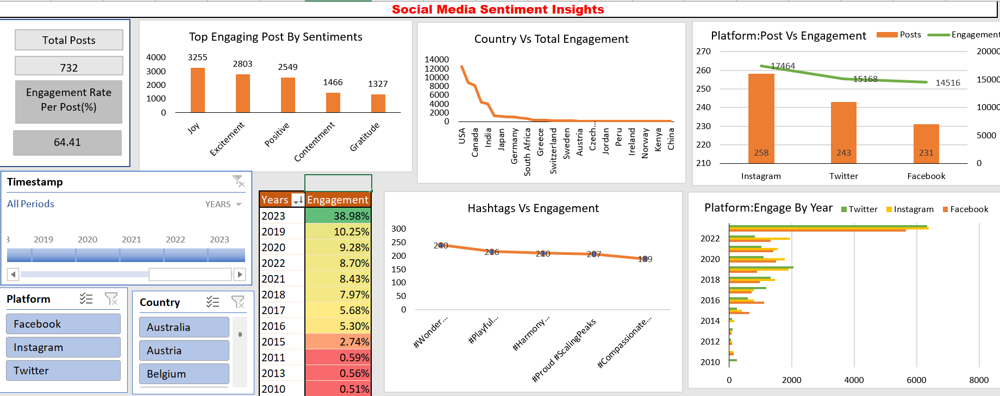 Social Media Sentiment Insights
Total Posts
732
Engagement Rate
Per Post(%)
64.41
Top Engaging Post By Sentiments
4000
3000
2000
1000
0
3255
2803
2549
1466
1327
Joy
Excitement
Positive
Contentment
Gratitude
Country Vs Total Engagement
14000
12000
10000
8000
6000
4000
2000
0
USA
Canada
India
Japan
Germany
South Africa
Greece
Switzerland
Sweden
Austria
Czech...
Jordan
Peru
Ireland
Norway
Kenya
China
Platform:Post Vs Engagement
Posts
Engagement
270
260
250
240
230
220
210
20000
15000
10000
5000
0
17464
15168
14516
258
243
231
Instagram
Twitter
Facebook
Timestamp
All Periods
YEARS
2019
2020
2021
2022
2023
Platform
Facebook
Instagram
Twitter
Country
Australia
Austria
Belgium
Years Engagement
2023 38.98%
2019 10.25%
2020 9.28%
2022 8.70%
2021 8.43%
2018 7.97%
2017 5.68%
2016 5.30%
2015 2.74%
2011 0.59%
2013 0.56%
2010 0.51%
Hashtags Vs Engagement
300
250
200
150
100
50
0
240
216
210
207
189
#Wonder...
#Playful...
#Harmony...
#Proud #ScalingPeaks
#Compassionate...
Platform:Engage By Year
Twitter
Instagram
Facebook
2022
2020
2018
2016
2014
2012
2010
0
2000
4000
6000
8000